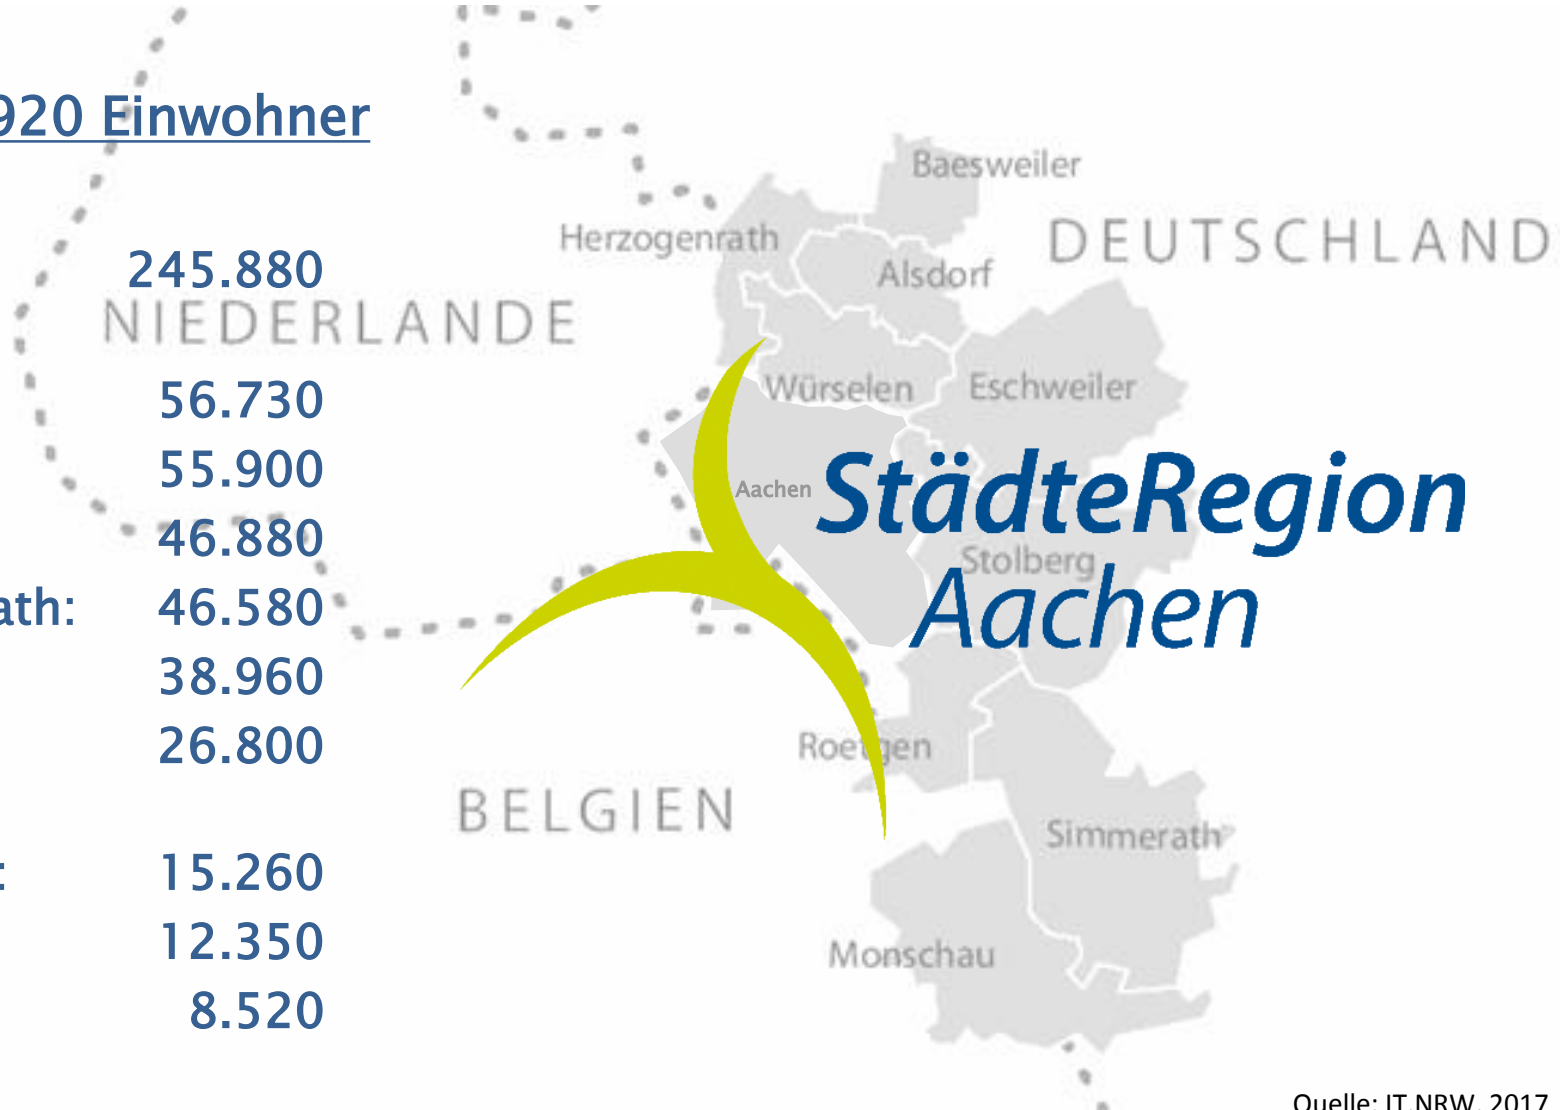 920 Einwohner
245.880
56.730
55.900
46.880
ath: 46.580
38.960
26.800
: 15.260
12.350
8.520
NIEDERLANDE
DEUTSCHLAND
BELGIEN
Baesweiler
Herzogenrath
Alsdorf
Würselen
Eschweiler
Aachen
Stolberg
Roetgen
Simmerath
Monschau
StädteRegion
Aachen
Quelle: IT.NRW, 2017